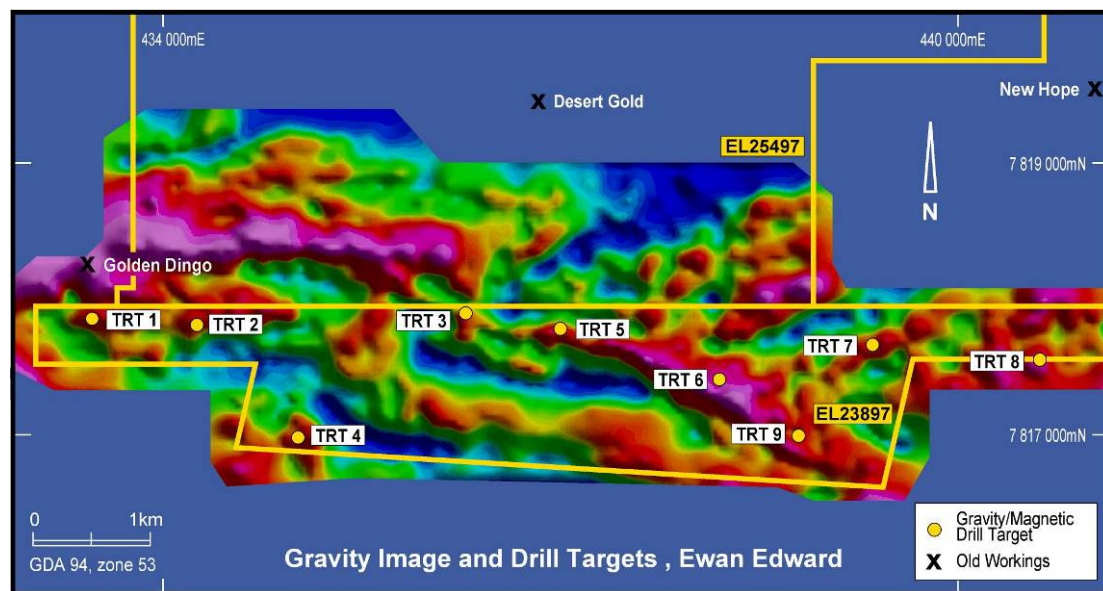 434 000mE
440 000mE
Desert Gold
New Hope
EL25497
7 819 000mN
N
Golden Dingo
TRT 1
TRT 2
TRT 3
TRT 5
TRT 7
TRT 8
TRT 6
EL23897
TRT 4
TRT 9
7 817 000mN
0 1km
GDA 94, zone 53
Gravity Image and Drill Targets , Ewan Edward
Gravity/Magnetic
Drill Target
X Old Workings